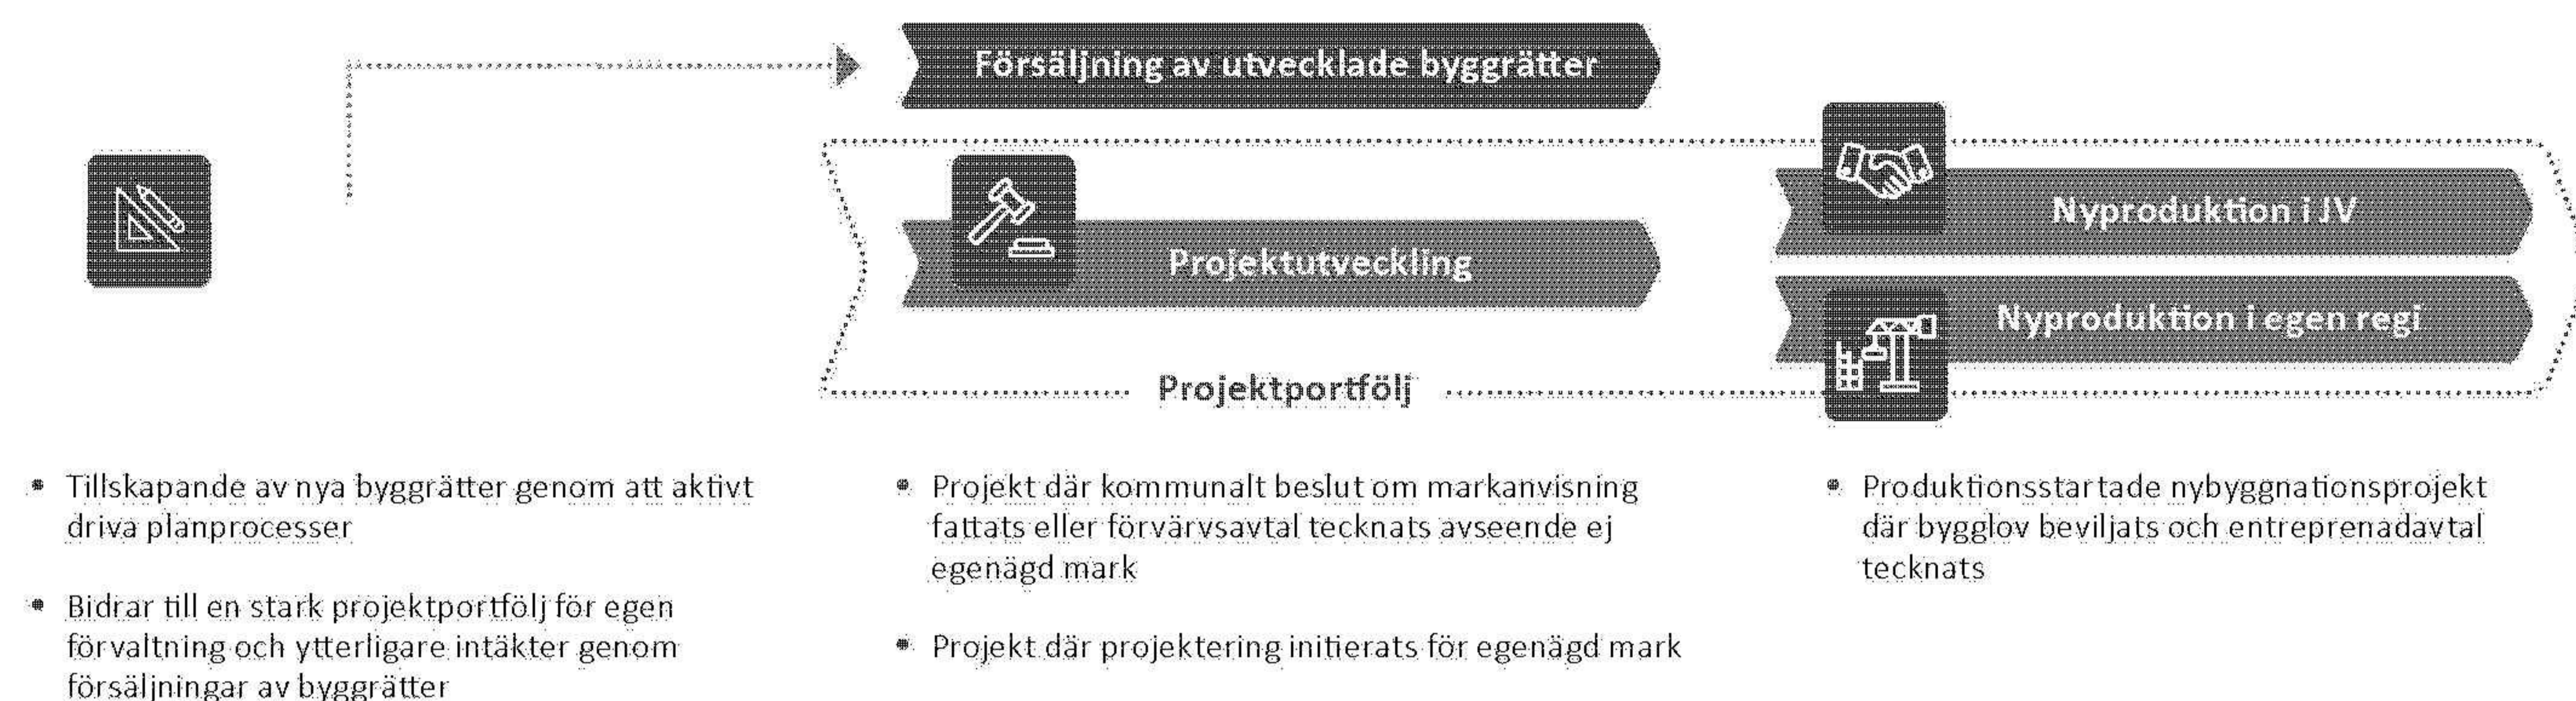 Försäljning av utvecklade byggrätter
Nyproduktion i JV
Projektutveckling
Nyproduktion i egen regi
Projektportfölj
• Tillskapande av nya byggrätter genom att aktivt
driva planprocesser
• Bidrar till en stark projektportfölj för egen
förvaltning och ytterligare intäkter genom
försäljningar av byggrätter
• Projekt där kommunalt beslut om markanvisning
fattats eller förvärvsavtal tecknats avseende ej
egenägd mark
• Projekt där projektering initierats för egenägd mark
• Produktionsstartade nybyggnationsprojekt
där bygglov beviljats och entreprenadavtal
tecknats